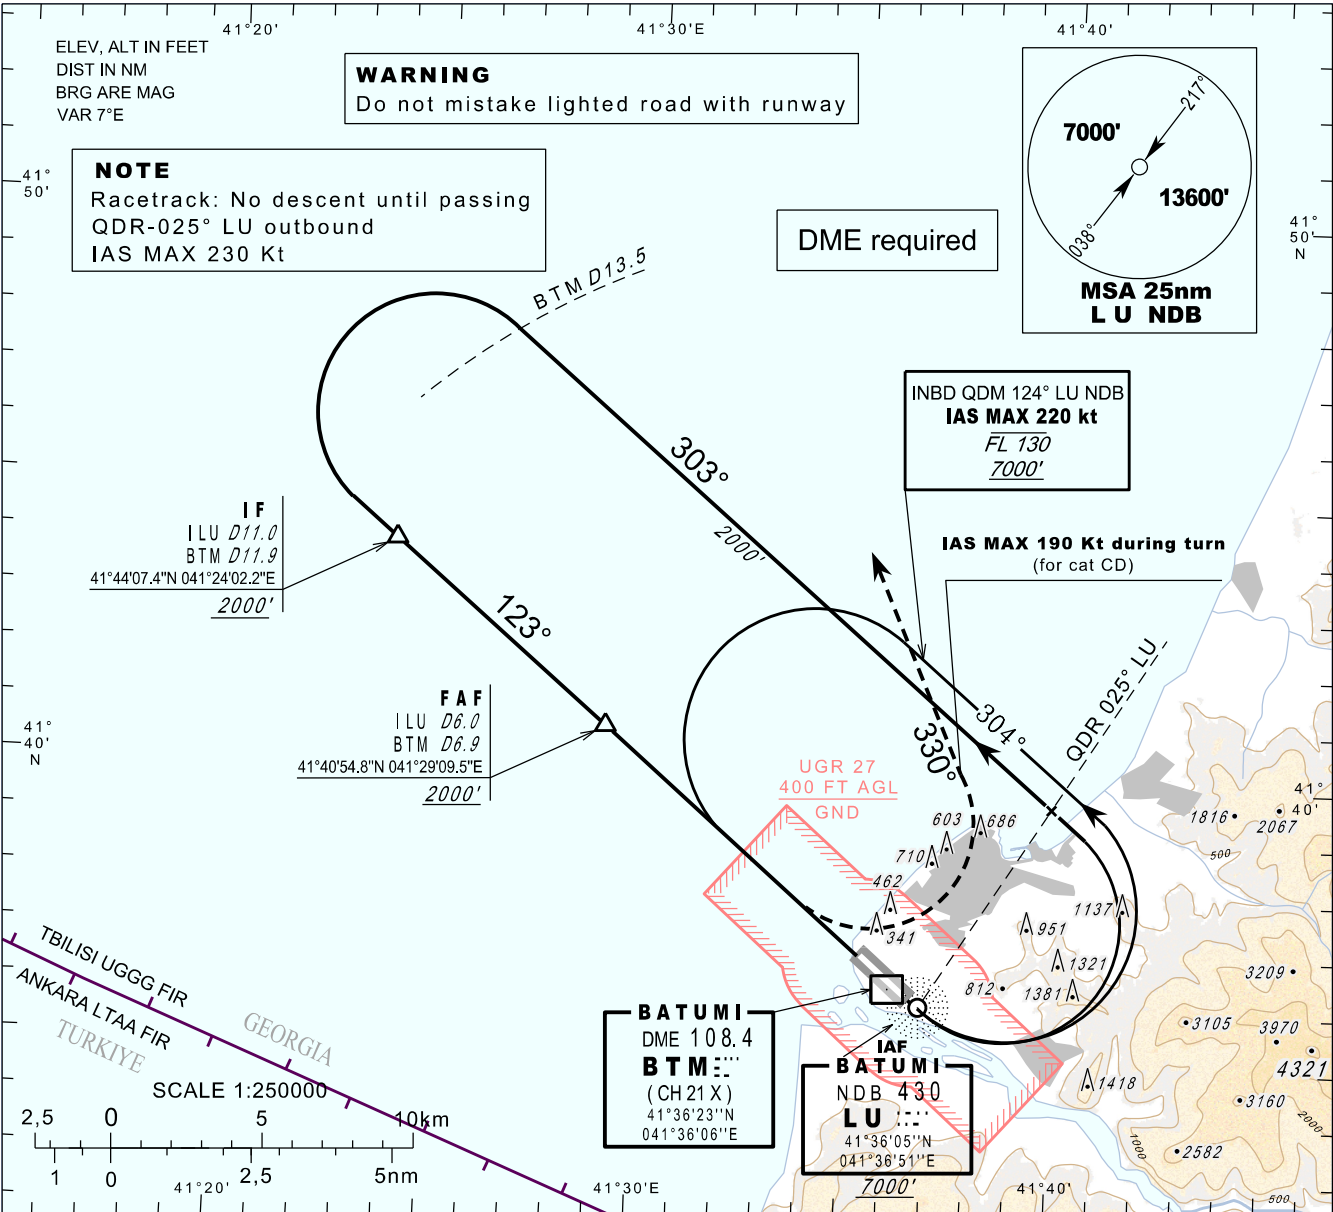 41°20'
41°30'E
41°40'
ELEV, ALT IN FEET
DIST IN NM
BRG ARE MAG
VAR 7°E
WARNING
Do not mistake lighted road with runway
217°
7000'
13600'
038°
MSA 25nm
L U NDB
41°
50'
NOTE
Racetrack: No descent until passing
QDR-025° LU outbound
IAS MAX 230 Kt
DME required
41°
50'
N
BTM D13.5
INBD QDM 124° LU NDB
IAS MAX 220 kt
FL 130
7000'
303°
2000'
IF
ILU D11.0
BTM D11.9
41°44'07.4"N 041°24'02.2"E
2000'
IAS MAX 190 Kt during turn
(for cat CD)
123°
QDR 025° LU
FAF
ILU D6.0
BTM D6.9
41°40'54.8"N 041°29'09.5"E
2000'
304°
330°
41°
40'
N
UGR 27
400 FT AGL
GND
41°
40'
603
686
710
1816
2067
500
462
341
1137
951
1321
812
1381
3209
3105
3970
4321
TBILISI UGGG FIR
ANKARA LTAA FIR
TURKIYE
GEORGIA
BATUMI
DME 108.4
BTM
(CH 21 X)
41°36'23''N
041°36'06''E
IAF
BATUMI
NDB 430
LU
41°36'05''N
041°36'51''E
7000'
1418
3160
2000
1000
2582
500
SCALE 1:250000
2,5 0 5 10km
1 0 2,5 5nm
41°20'
41°30'E
41°40'